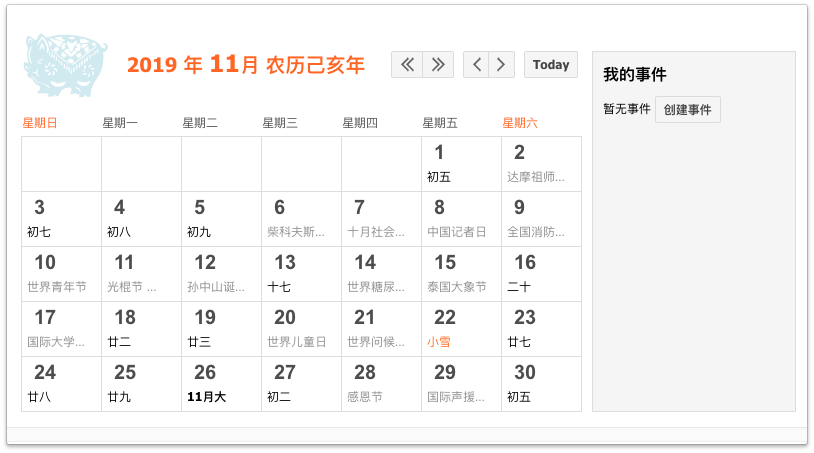 2019 年 11月 农历己亥年
Today
星期日 星期一 星期二 星期三 星期四 星期五 星期六
1 2
初五 达摩祖师...
3 4 5 6 7 8 9
初七 初八 初九 柴科夫斯... 十月社会... 中国记者日 全国消防...
10 11 12 13 14 15 16
世界青年节 光棍节 ... 孙中山诞... 十七 世界糖尿... 泰国大象节 二十
17 18 19 20 21 22 23
国际大学... 廿二 廿三 世界儿童日 世界问候... 小雪 廿七
24 25 26 27 28 29 30
廿八 廿九 11月大 初二 感恩节 国际声援... 初五
我的事件
暂无事件 创建事件